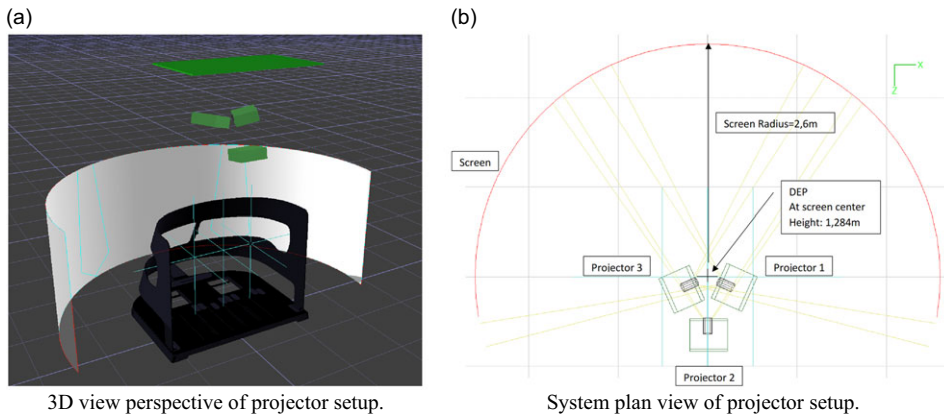 (a)
(b)
Screen Radius=2,6m
Screen
DEP
At screen center
Height: 1,284m
Projector 3
Projector 1
Projector 2
X
Z
3D view perspective of projector setup.
System plan view of projector setup.